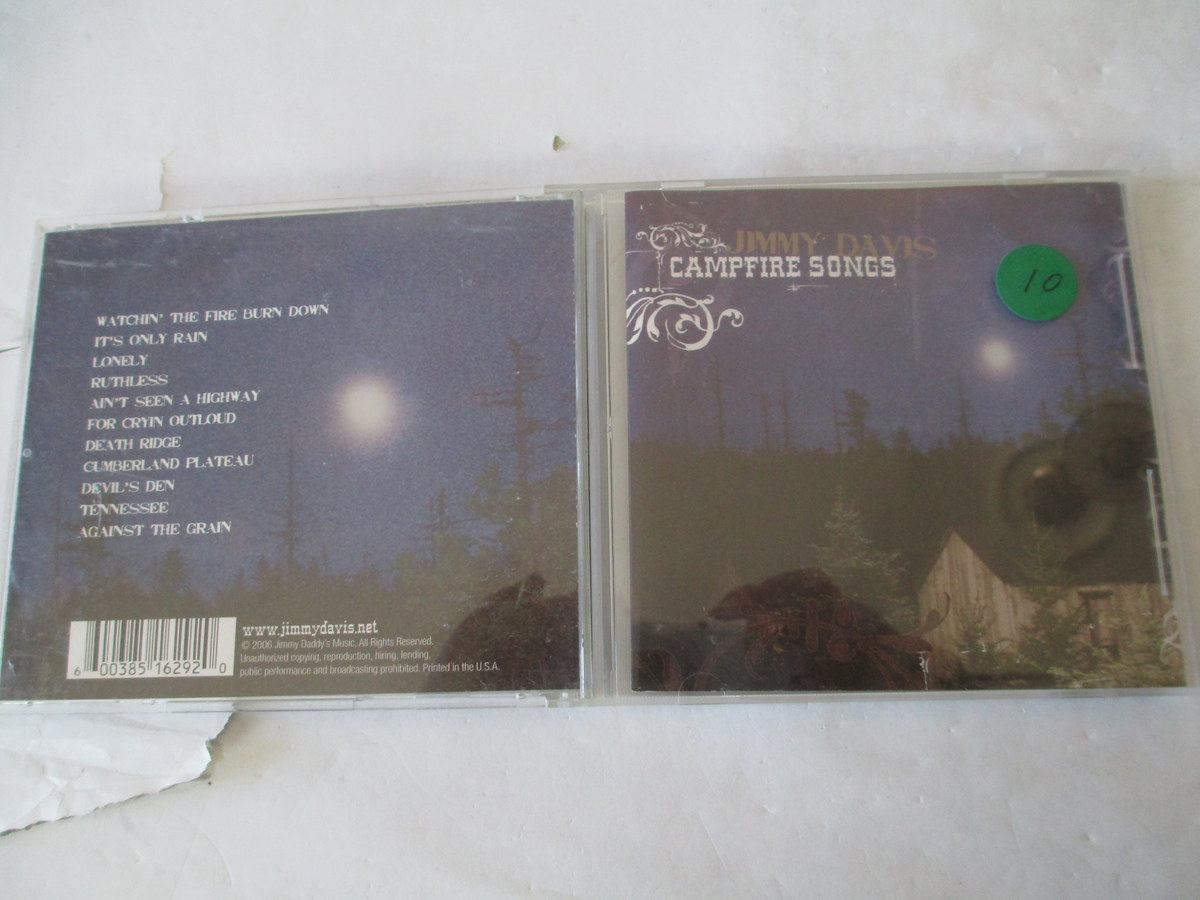 WATCHIN' THE FIRE BURN DOWN
IT'S ONLY RAIN
LONELY
RUTHLESS
AIN'T SEEN A HIGHWAY
FOR CRYIN OUTLOUD
DEATH RIDGE
CUMBERLAND PLATEAU
DEVIL'S DEN
TENNESSEE
AGAINST THE GRAIN
6 00385 16292 0
www.jimmydavis.net
© 2006 Jimmy Daddy's Music, All Rights Reserved.
Unauthorized copying, reproduction, hiring, lending,
public performance and broadcasting prohibited. Printed in the U.S.A.
JIMMY DAVIS
CAMPFIRE SONGS
10